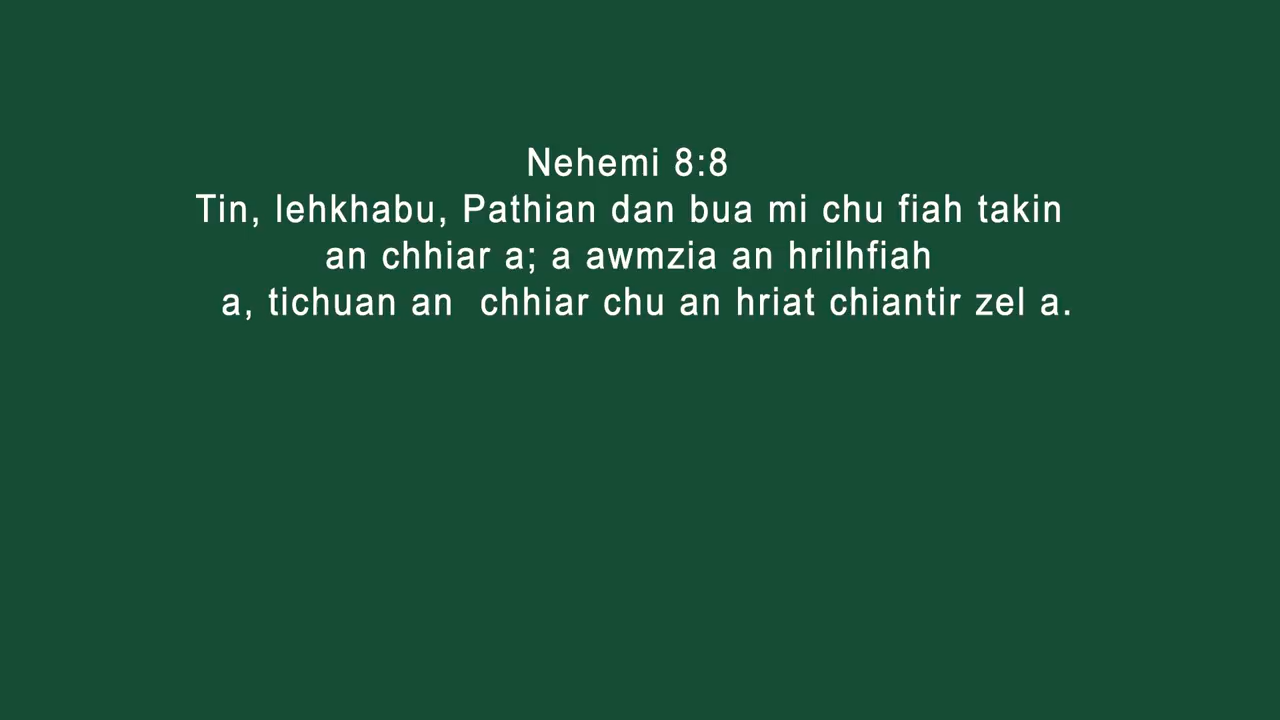 Nehemi 8:8
Tin, lehkhabu, Pathian dan bua mi chu fiah takin
an chhiar a; a awmzia an hrilhfiah
a, tichuan an  chhiar chu an hriat chiantir zel a.